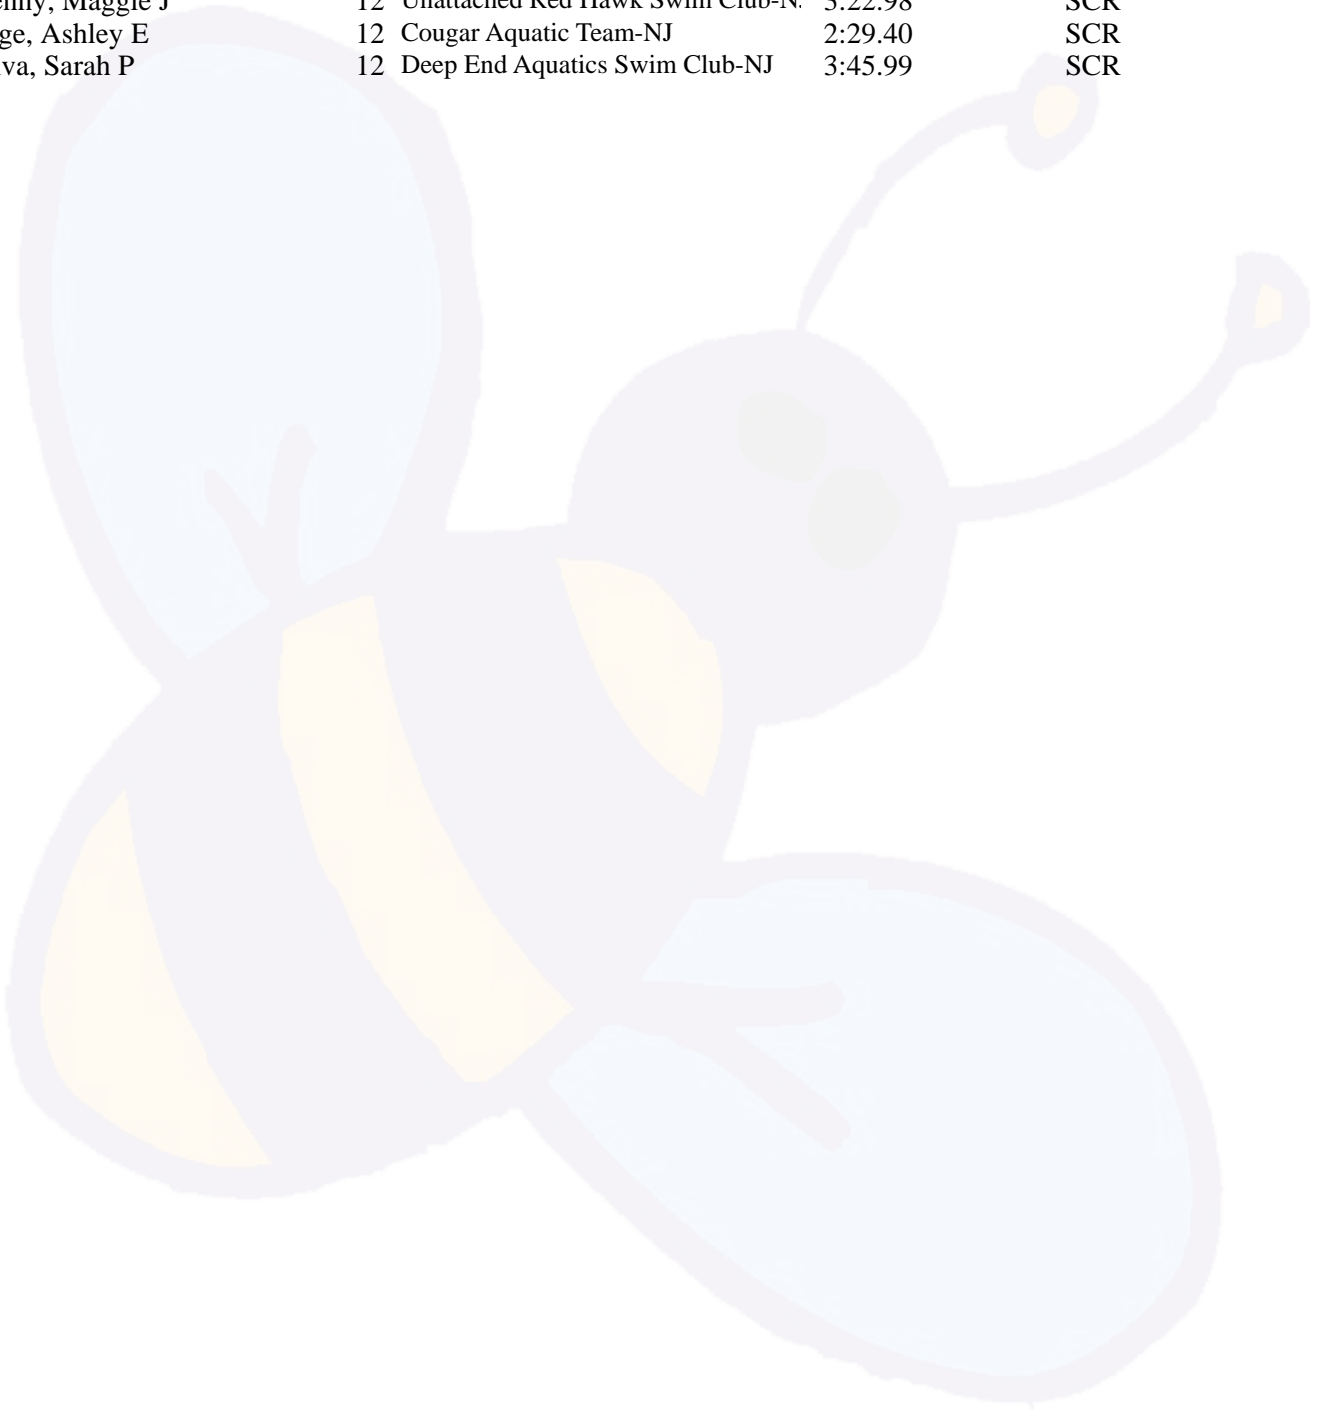 Maggie J 12 Unattached Red Hawk Swim Club-N. 3:22.98 SCR
ge, Ashley E 12 Cougar Aquatic Team-NJ 2:29.40 SCR
va, Sarah P 12 Deep End Aquatics Swim Club-NJ 3:45.99 SCR